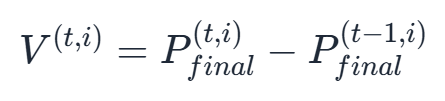 $V^{(t,i)} = P_{final}^{(t,i)} - P_{final}^{(t-1,i)}$